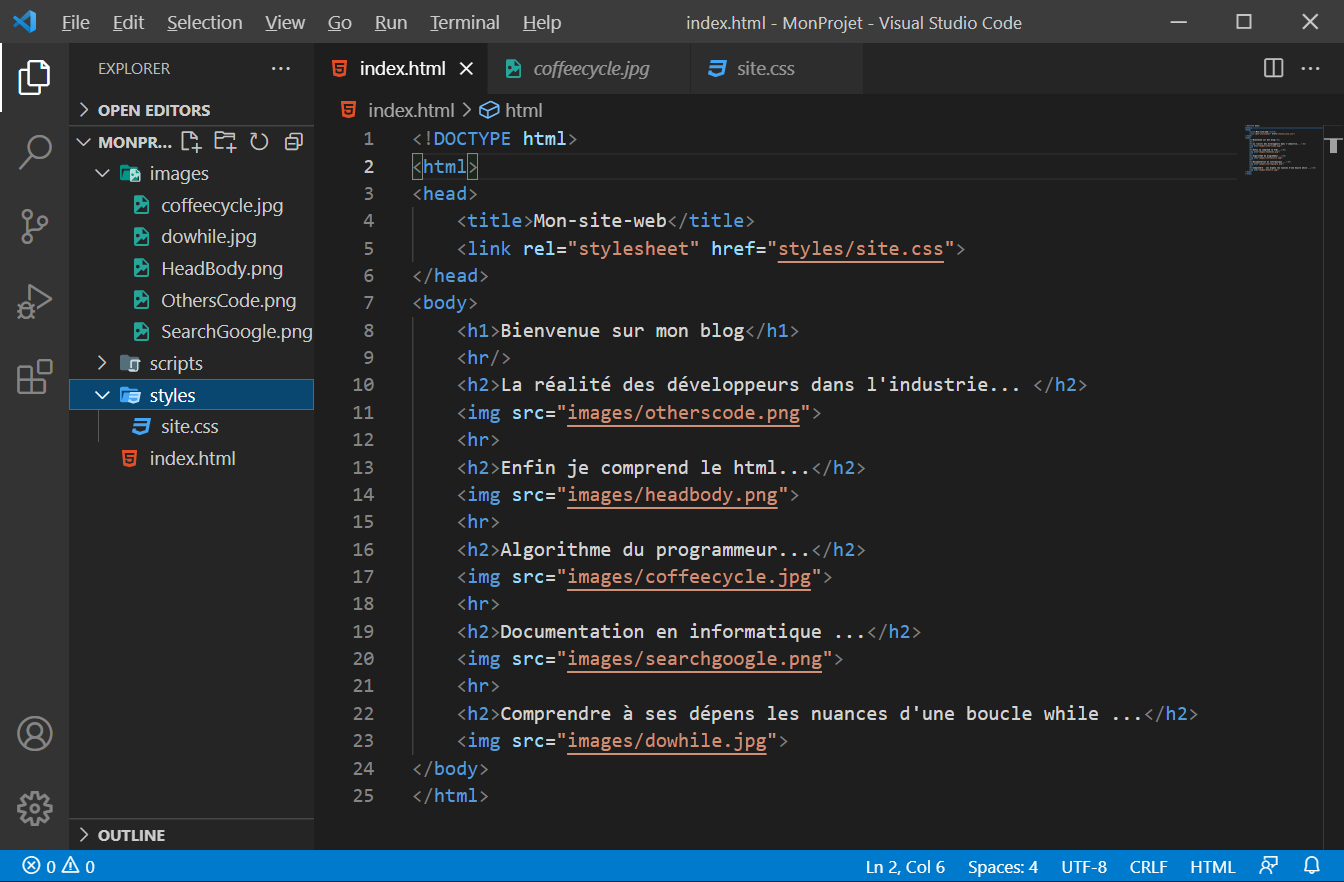 File Edit Selection View Go Run Terminal Help index.html - MonProjet - Visual Studio Code
EXPLORER
OPEN EDITORS
MONPR...
images
coffeecycle.jpg
dowhile.jpg
HeadBody.png
OthersCode.png
SearchGoogle.png
scripts
styles
site.css
index.html
OUTLINE
index.html coffeecycle.jpg site.css
index.html > html
1 <!DOCTYPE html>
2 <html>
3 <head>
4 <title>Mon-site-web</title>
5 <link rel="stylesheet" href="styles/site.css">
6 </head>
7 <body>
8 <h1>Bienvenue sur mon blog</h1>
9 <hr/>
10 <h2>La réalité des développeurs dans l'industrie... </h2>
11 <img src="images/otherscode.png">
12 <hr>
13 <h2>Enfin je comprend le html...</h2>
14 <img src="images/headbody.png">
15 <hr>
16 <h2>Algorithme du programmeur...</h2>
17 <img src="images/coffeecycle.jpg">
18 <hr>
19 <h2>Documentation en informatique ...</h2>
20 <img src="images/searchgoogle.png">
21 <hr>
22 <h2>Comprendre à ses dépens les nuances d'une boucle while ...</h2>
23 <img src="images/dowhile.jpg">
24 </body>
25 </html>
0 0 Ln 2, Col 6 Spaces: 4 UTF-8 CRLF HTML